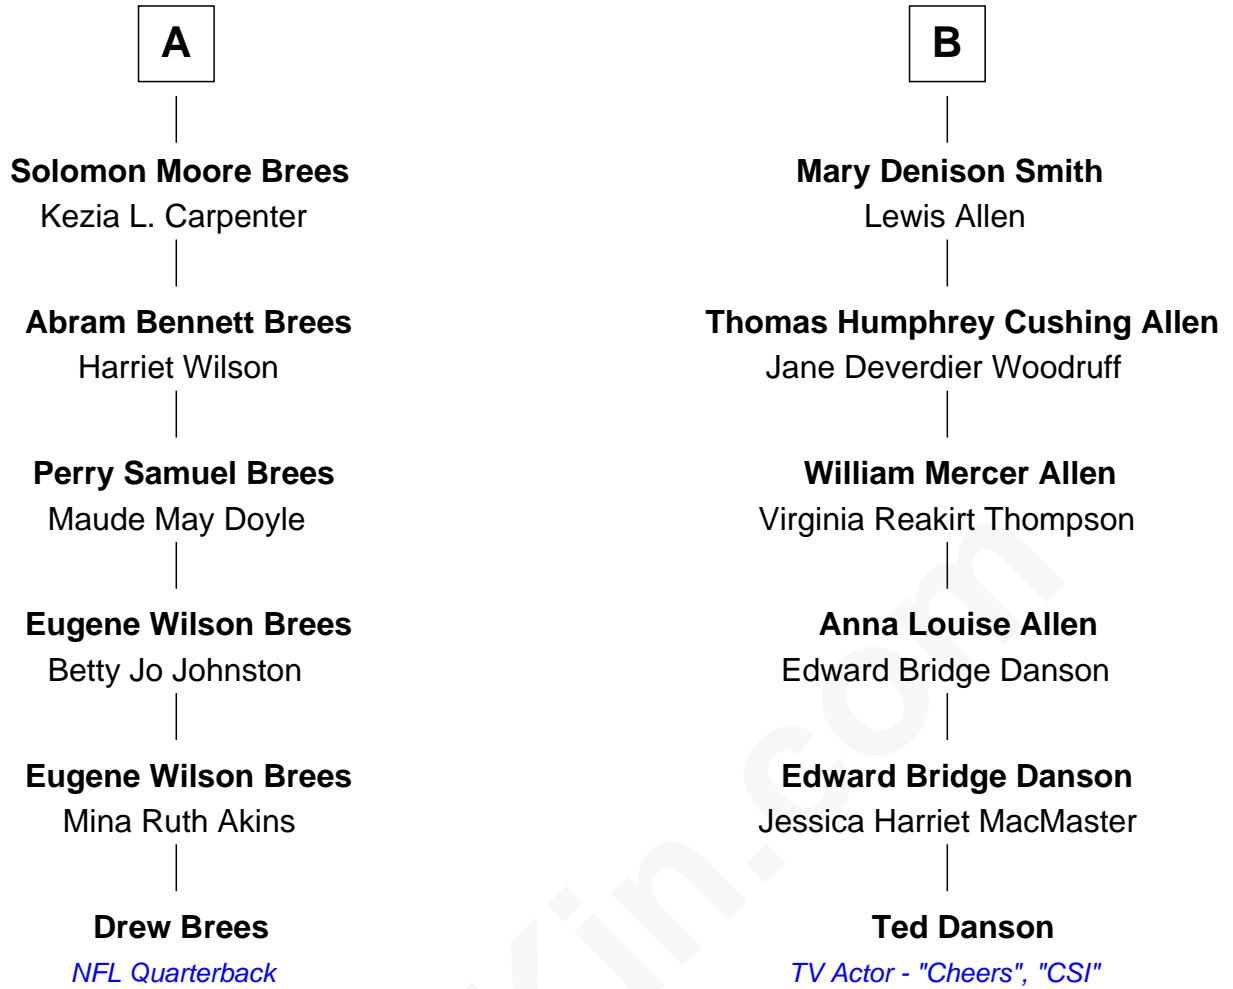 A
Solomon Moore Brees
Kezia L. Carpenter
Abram Bennett Brees
Harriet Wilson
Perry Samuel Brees
Maude May Doyle
Eugene Wilson Brees
Betty Jo Johnston
Eugene Wilson Brees
Mina Ruth Akins
Drew Brees
NFL Quarterback
B
Mary Denison Smith
Lewis Allen
Thomas Humphrey Cushing Allen
Jane Deverdier Woodruff
William Mercer Allen
Virginia Reakirt Thompson
Anna Louise Allen
Edward Bridge Danson
Edward Bridge Danson
Jessica Harriet MacMaster
Ted Danson
TV Actor - "Cheers", "CSI"
Kin.com